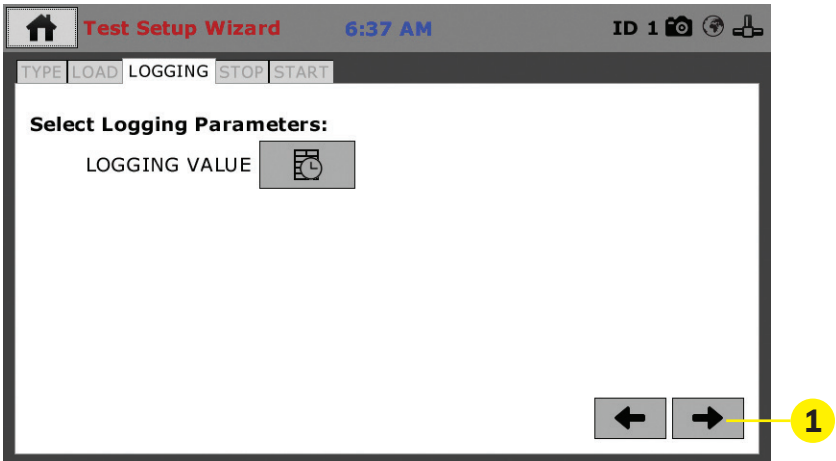 Test Setup Wizard 6:37 AM ID 1
TYPE LOAD LOGGING STOP START
Select Logging Parameters:
LOGGING VALUE
1